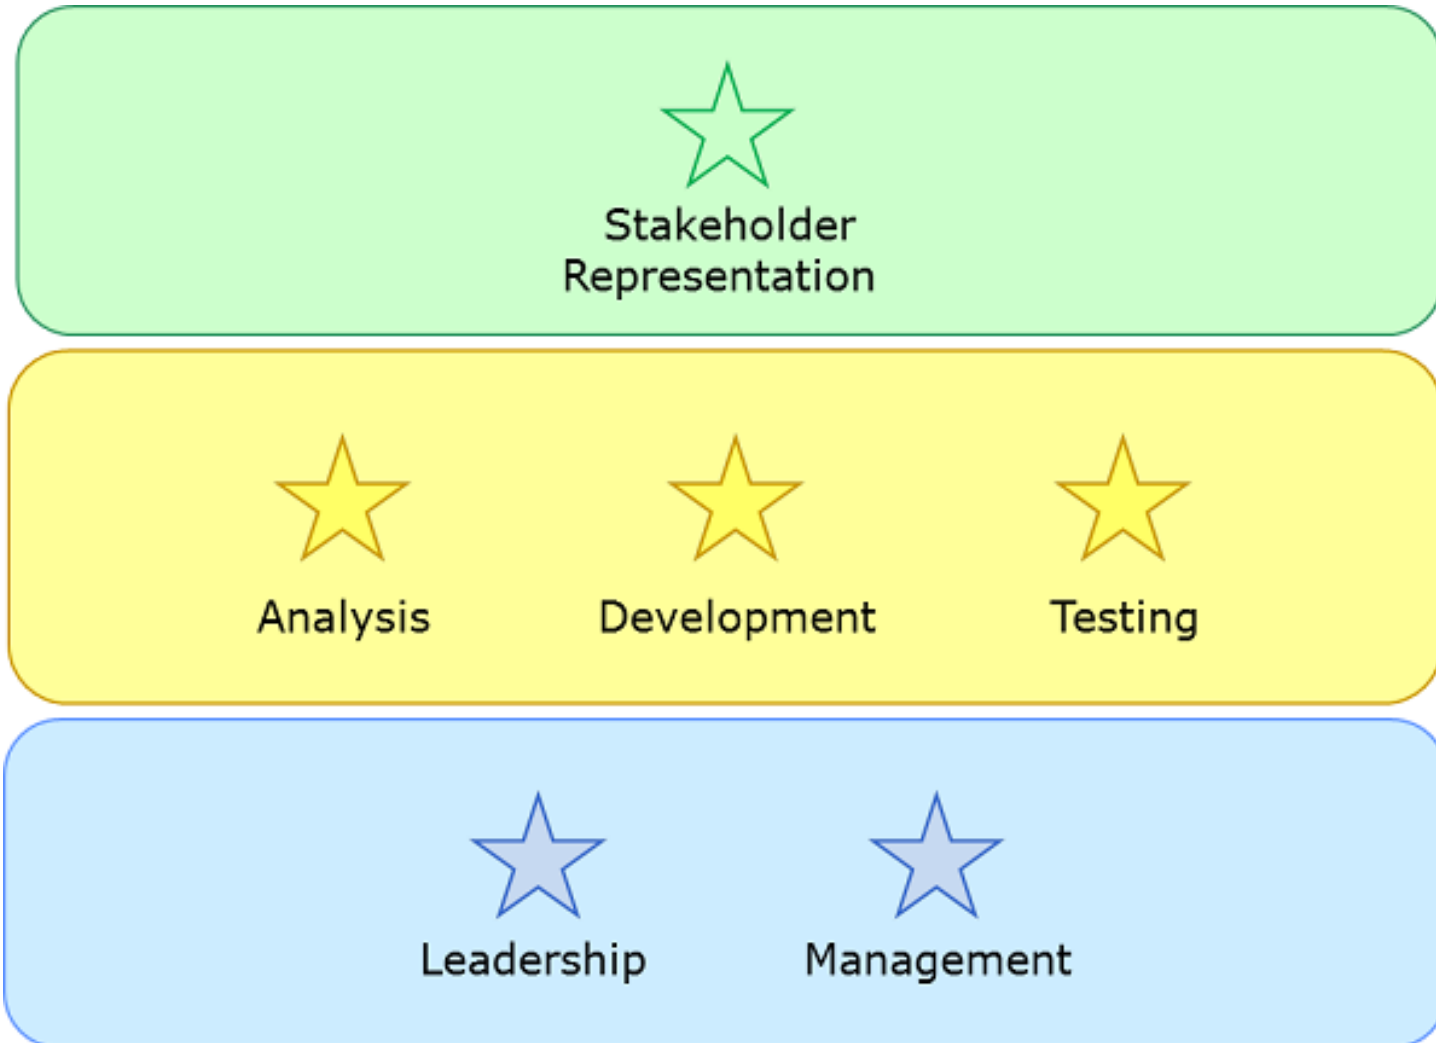 Stakeholder
Representation
Analysis Development Testing
Leadership Management